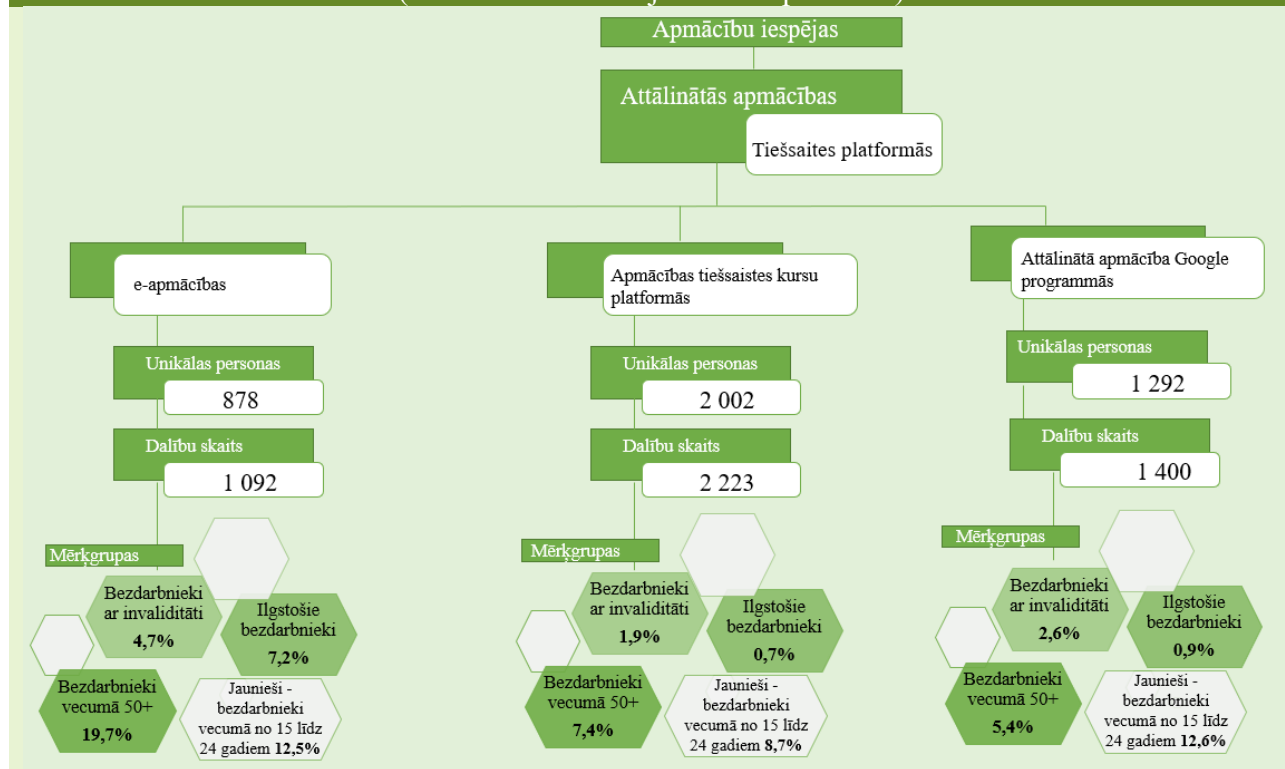 Apmācību iespējas
Attālinātās apmācības
Tiešsaites platformās
e-apmācības
Unikālas personas
878
Dalību skaits
1 092
Mērķgrupas
Bezdarbnieki
ar invaliditāti
4,7%
Ilgstošie
bezdarbnieki
7,2%
Bezdarbnieki
vecumā 50+
19,7%
Jaunieši -
bezdarbnieki
vecumā no 15 līdz
24 gadiem 12,5%
Apmācības tiešsaistes kursu
platformās
Unikālas personas
2 002
Dalību skaits
2 223
Mērķgrupas
Bezdarbnieki
ar invaliditāti
1,9%
Ilgstošie
bezdarbnieki
0,7%
Bezdarbnieki
vecumā 50+
7,4%
Jaunieši -
bezdarbnieki
vecumā no 15 līdz
24 gadiem 8,7%
Attālinātā apmācība Google
programmās
Unikālas personas
1 292
Dalību skaits
1 400
Mērķgrupas
Bezdarbnieki
ar invaliditāti
2,6%
Ilgstošie
bezdarbnieki
0,9%
Bezdarbnieki
vecumā 50+
5,4%
Jaunieši -
bezdarbnieki
vecumā no 15 līdz
24 gadiem 12,6%